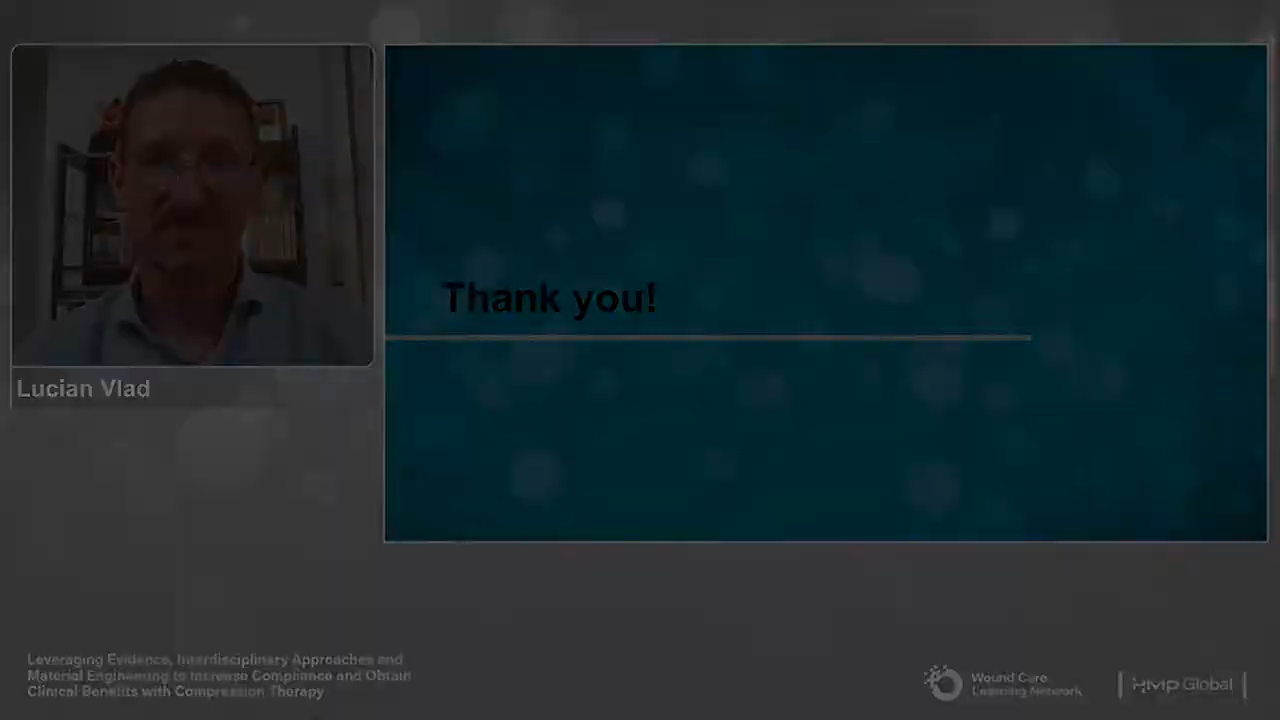 Thank you!
Lucian Vlad
Leveraging Evidence, Interdisciplinary Approaches and
Material Engineering to Increase Compliance and Obtain
Clinical Benefits with Compression Therapy
Wound Care
Learning Network
HMP Global